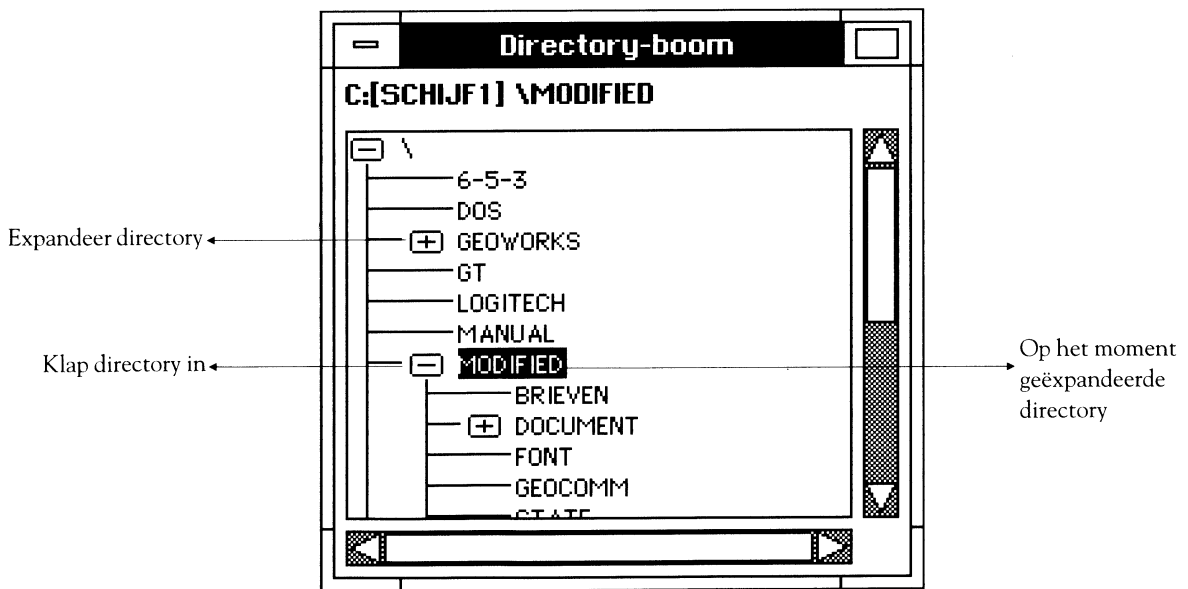 Directory-boom
C:[SCHIJF1] \MODIFIED
\
6-5-3
DOS
Expandeer directory
GEOWORKS
GT
LOGITECH
MANUAL
Klap directory in
MODIFIED
Op het moment
geëxpandeerde
directory
BRIEVEN
DOCUMENT
FONT
GEOCOMM
STATE